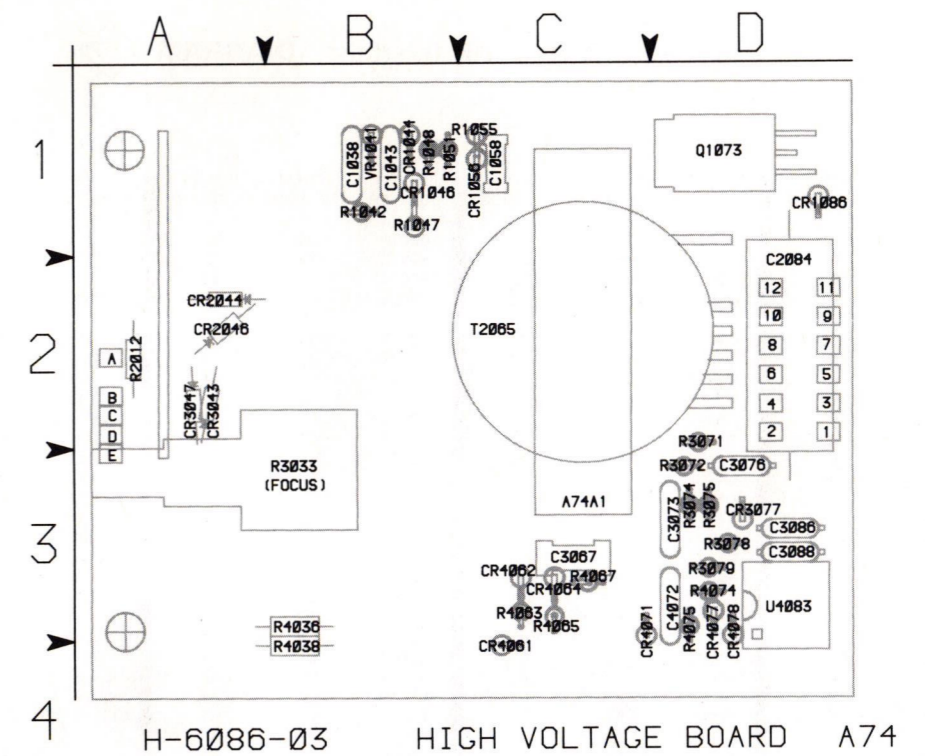 A B C D
1
C1038
VR1041
C1043
CR1044
R1048
R1051
R1055
CR1056
C1058
Q1073
CR1046
R1042
R1047
CR1086
C2084
12 11
10 9
8 7
6 5
4 3
2 1
2
CR2044
CR2046
T2065
A
R2012
B
C
D
E
CR3047
CR3043
R3033
(FOCUS)
A74A1
R3071
R3072
C3076
3
C3073
R3074
R3075
CR3077
C3086
R3078
C3088
C3067
CR4062
R4067
CR4064
R3079
R4074
R4063
R4065
C4072
U4083
R4036
R4038
CR4061
CR4071
R4075
CR4077
CR4078
4
H-6086-03 HIGH VOLTAGE BOARD A74